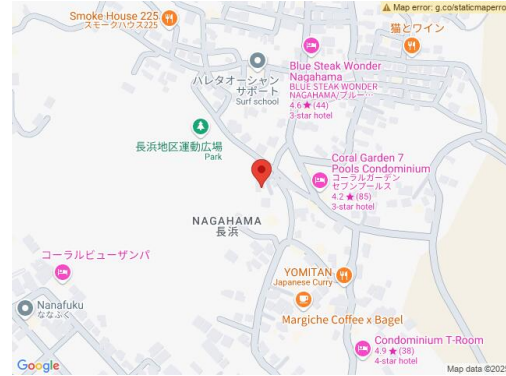 Map error: g.co/staticmaperro
Smoke House 225
スモークハウス225
猫とワイン
Blue Steak Wonder
Nagahama
BLUE STEAK WONDER
NAGAHAMA/ブルー…
4.6★(44)
3-star hotel
ハレタオーシャン
サポート
Surf school
長浜地区運動広場
Park
Coral Garden 7
Pools Condominium
コーラルガーデン
セブンプールス
4.2★(85)
3-star hotel
NAGAHAMA
長浜
コーラルビューザンパ
YOMITAN
Japanese Curry
Nanafuku
ななふく
Margiche Coffee x Bagel
Condominium T-Room
4.9★(38)
4-star hotel
Google
Map data ©2025